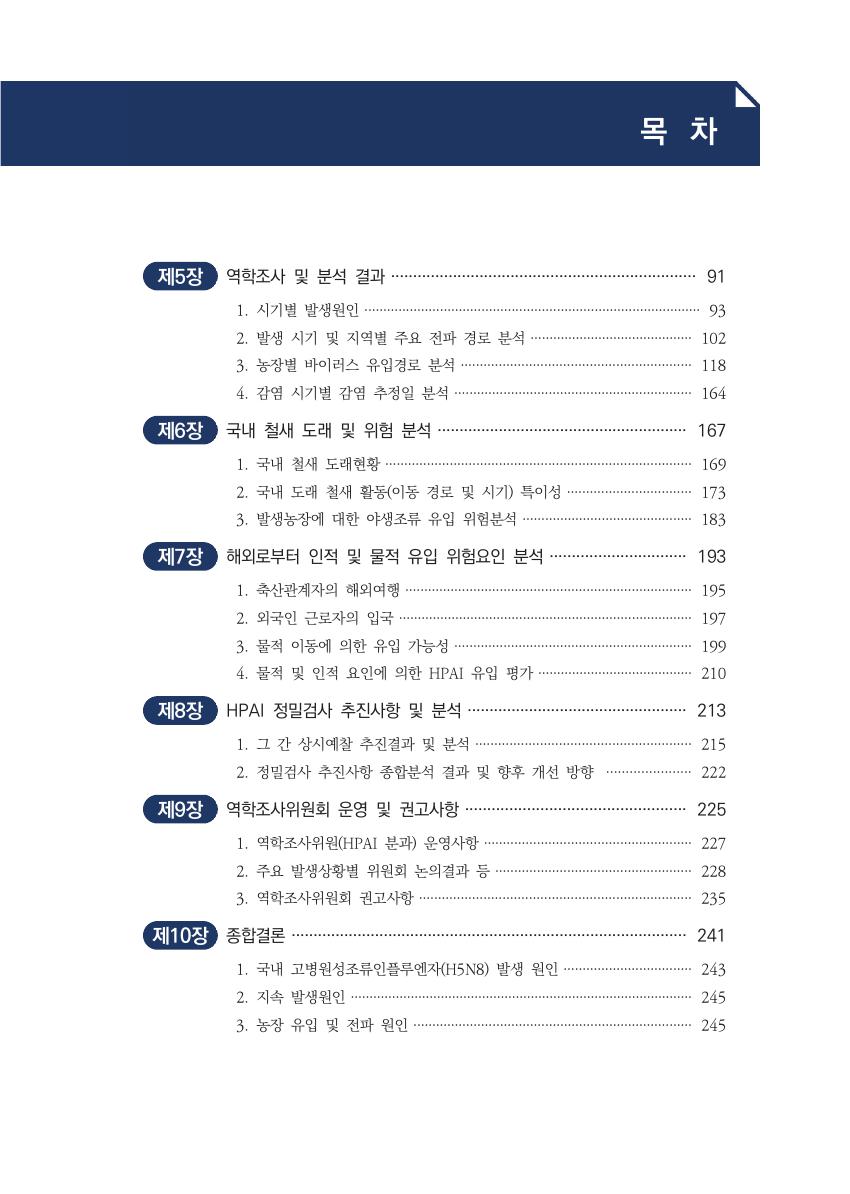 목 차
제5장 역학조사 및 분석 결과 ················ 91
1. 시기별 발생원인 ················ 93
2. 발생 시기 및 지역별 주요 전파 경로 분석 ················ 102
3. 농장별 바이러스 유입경로 분석 ················ 118
4. 감염 시기별 감염 추정일 분석 ················ 164
제6장 국내 철새 도래 및 위험 분석 ················ 167
1. 국내 철새 도래현황 ················ 169
2. 국내 도래 철새 활동(이동 경로 및 시기) 특이성 ················ 173
3. 발생농장에 대한 야생조류 유입 위험분석 ················ 183
제7장 해외로부터 인적 및 물적 유입 위험요인 분석 ················ 193
1. 축산관계자의 해외여행 ················ 195
2. 외국인 근로자의 입국 ················ 197
3. 물적 이동에 의한 유입 가능성 ················ 199
4. 물적 및 인적 요인에 의한 HPAI 유입 평가 ················ 210
제8장 HPAI 정밀검사 추진사항 및 분석 ················ 213
1. 그 간 상시예찰 추진결과 및 분석 ················ 215
2. 정밀검사 추진사항 종합분석 결과 및 향후 개선 방향 ················ 222
제9장 역학조사위원회 운영 및 권고사항 ················ 225
1. 역학조사위원(HPAI 분과) 운영사항 ················ 227
2. 주요 발생상황별 위원회 논의결과 등 ················ 228
3. 역학조사위원회 권고사항 ················ 235
제10장 종합결론 ················ 241
1. 국내 고병원성조류인플루엔자(H5N8) 발생 원인 ················ 243
2. 지속 발생원인 ················ 245
3. 농장 유입 및 전파 원인 ················ 245